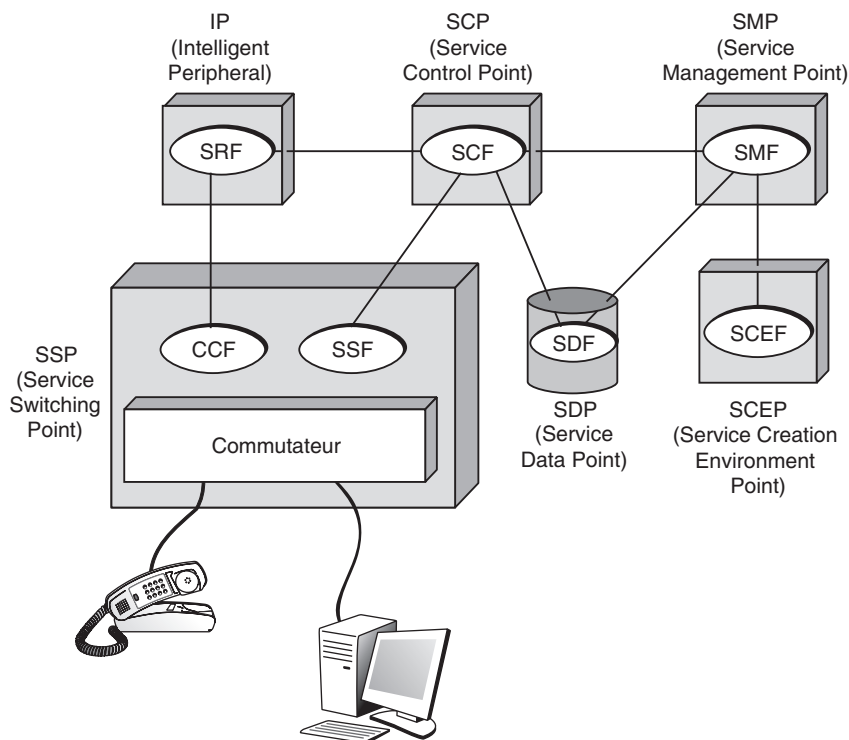 IP
(Intelligent
Peripheral)
SCP
(Service
Control Point)
SMP
(Service
Management Point)
SRF
SCF
SMF
SSP
(Service
Switching
Point)
CCF
SSF
SDF
SCEF
Commutateur
SDP
(Service
Data Point)
SCEP
(Service Creation
Environment
Point)